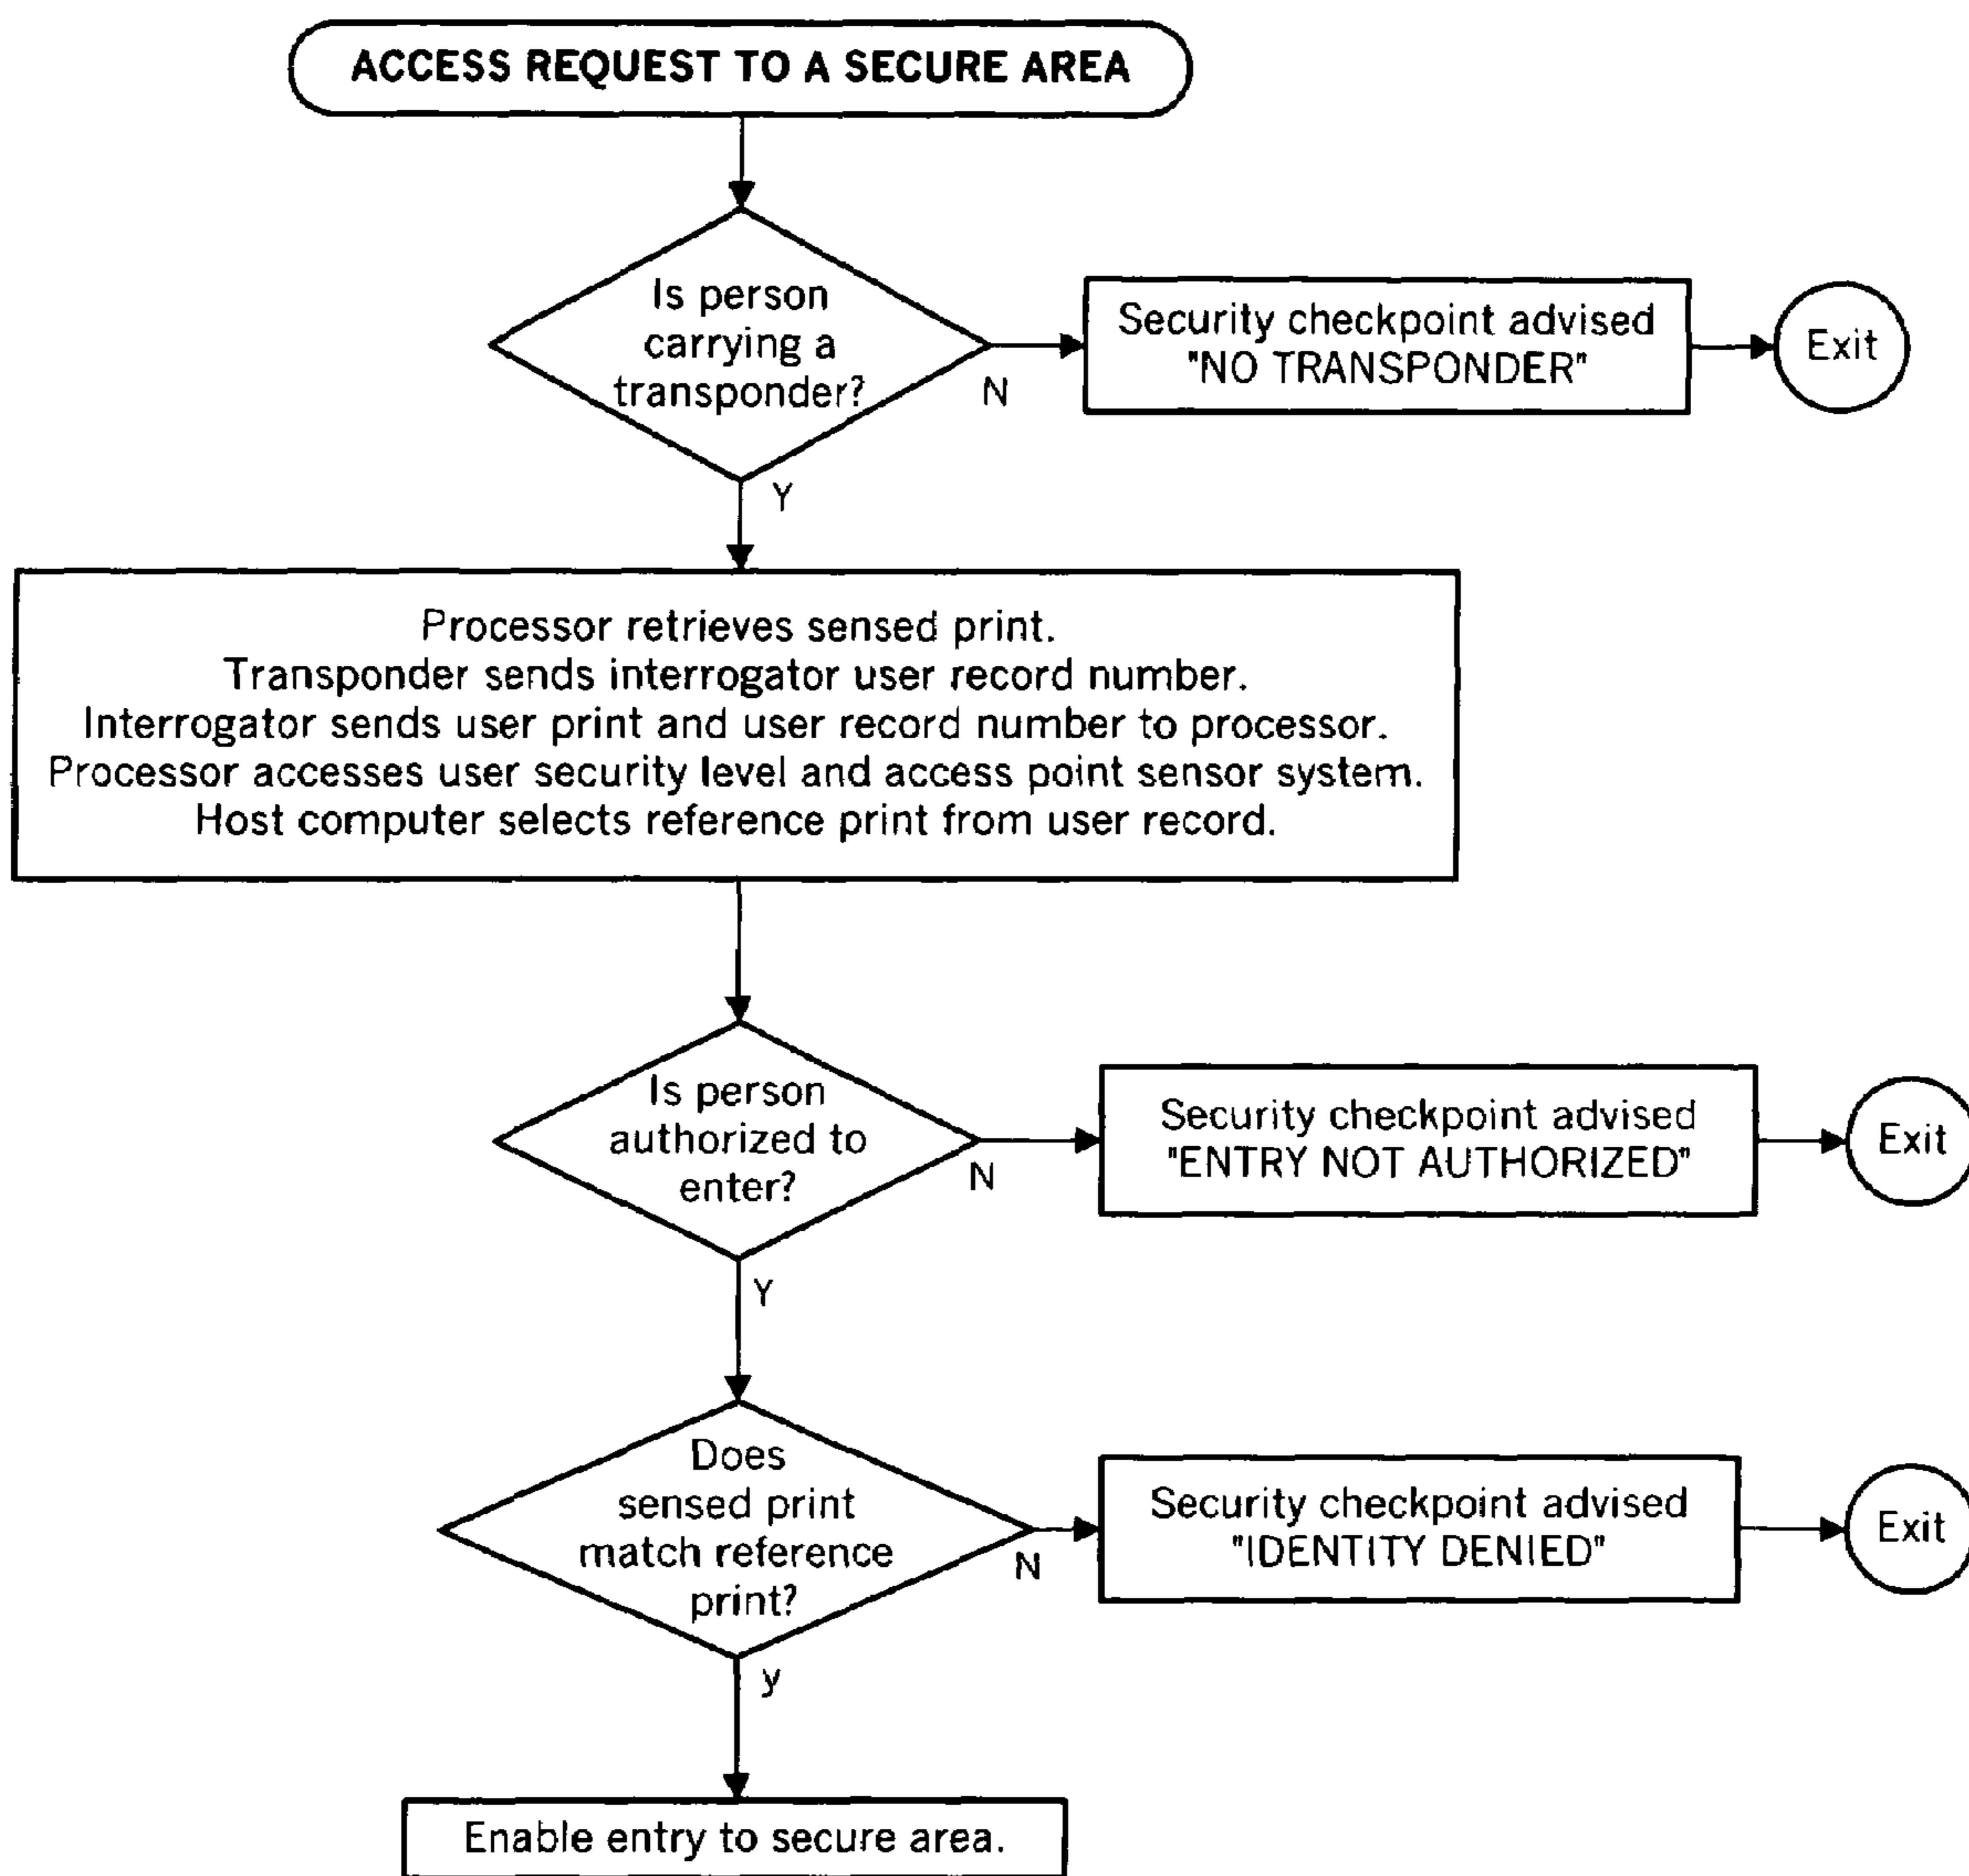 ACCESS REQUEST TO A SECURE AREA
Is person
carrying a
transponder?
N
Security checkpoint advised
"NO TRANSPONDER"
Exit
Y
Processor retrieves sensed print.
Transponder sends interrogator user record number.
Interrogator sends user print and user record number to processor.
Processor accesses user security level and access point sensor system.
Host computer selects reference print from user record.
Is person
authorized to
enter?
N
Security checkpoint advised
"ENTRY NOT AUTHORIZED"
Exit
Y
Does
sensed print
match reference
print?
N
Security checkpoint advised
"IDENTITY DENIED"
Exit
y
Enable entry to secure area.